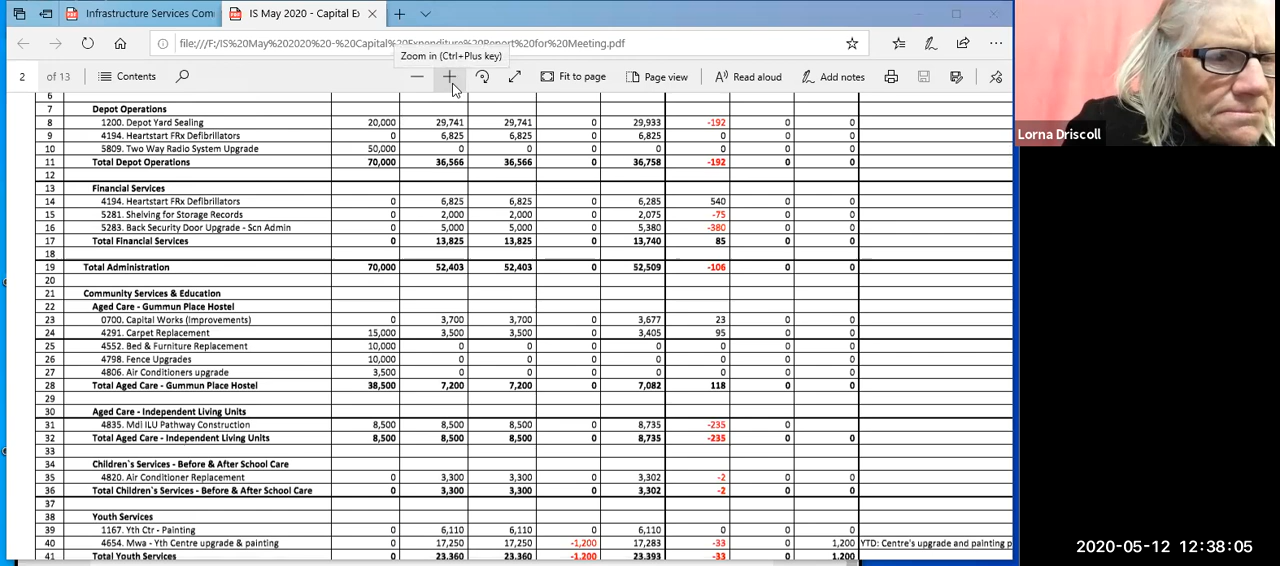 Infrastructure Services Com
IS May 2020 - Capital E
file:///F:/IS%20May%202020%20-%20Capital%20Expenditure%20Report%20for%20Meeting.pdf
Zoom in (Ctrl+Plus key)
2 of 13 Contents Fit to page Page view Read aloud Add notes
6
7 Depot Operations
8 1200. Depot Yard Sealing 20,000 29,741 29,741 0 29,933 -192 0 0
9 4194. Heartstart FRx Defibrillators 0 6,825 6,825 0 6,825 0 0 0
10 5809. Two Way Radio System Upgrade 50,000 0 0 0 0 0 0 0
11 Total Depot Operations 70,000 36,566 36,566 0 36,758 -192 0 0
12
13 Financial Services
14 4194. Heartstart FRx Defibrillators 0 6,825 6,825 0 6,285 540 0 0
15 5281. Shelving for Storage Records 0 2,000 2,000 0 2,075 -75 0 0
16 5283. Back Security Door Upgrade - Scn Admin 0 5,000 5,000 0 5,380 -380 0 0
17 Total Financial Services 0 13,825 13,825 0 13,740 85 0 0
18
19 Total Administration 70,000 52,403 52,403 0 52,509 -106 0 0
20
21 Community Services & Education
22 Aged Care - Gummun Place Hostel
23 0700. Capital Works (Improvements) 0 3,700 3,700 0 3,677 23 0 0
24 4291. Carpet Replacement 15,000 3,500 3,500 0 3,405 95 0 0
25 4552. Bed & Furniture Replacement 10,000 0 0 0 0 0 0 0
26 4798. Fence Upgrades 10,000 0 0 0 0 0 0 0
27 4806. Air Conditioners upgrade 3,500 0 0 0 0 0 0 0
28 Total Aged Care - Gummun Place Hostel 38,500 7,200 7,200 0 7,082 118 0 0
29
30 Aged Care - Independent Living Units
31 4835. Mdl ILU Pathway Construction 8,500 8,500 8,500 0 8,735 -235 0 0
32 Total Aged Care - Independent Living Units 8,500 8,500 8,500 0 8,735 -235 0 0
33
34 Children`s Services - Before & After School Care
35 4820. Air Conditioner Replacement 0 3,300 3,300 0 3,302 -2 0 0
36 Total Children`s Services - Before & After School Care 0 3,300 3,300 0 3,302 -2 0 0
37
38 Youth Services
39 1167. Yth Ctr - Painting 0 6,110 6,110 0 6,110 0 0 0
40 4654. Mwa - Yth Centre upgrade & painting 0 17,250 17,250 -1,200 17,283 -33 0 1,200 YTD: Centre's upgrade and painting p
41 Total Youth Services 0 23,360 23,360 -1,200 23,393 -33 0 1,200
Lorna Driscoll
2020-05-12 12:38:05